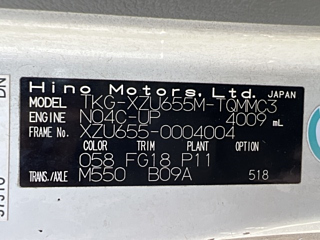 Hino Motors, Ltd. JAPAN
MODEL TKG-XZU655M-TQMMC3
ENGINE N04C-UP 4009 mL
FRAME No. XZU655-0004004
COLOR TRIM PLANT OPTION
058 FG18 P11
TRANS./AXLE M550 B09A 518